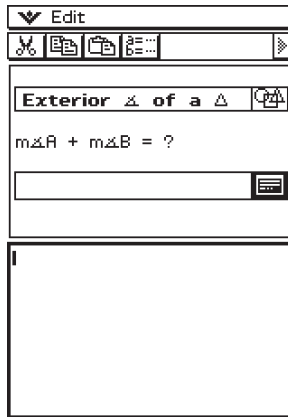 Edit
Exterior ∡ of a △
m∡A + m∡B = ?